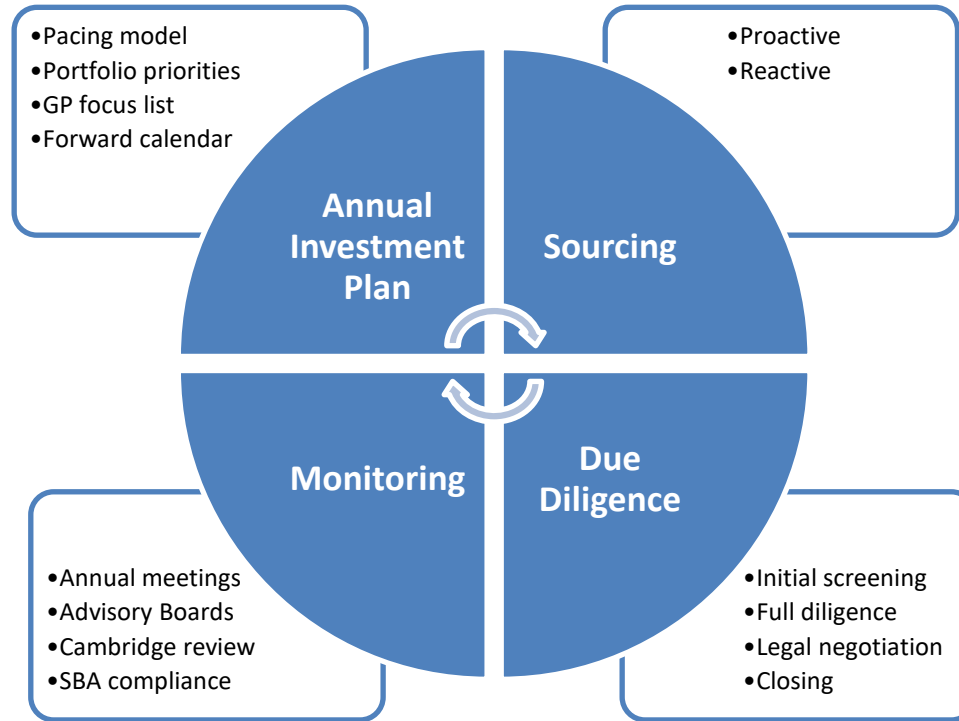 •Pacing model
•Portfolio priorities
•GP focus list
•Forward calendar
•Proactive
•Reactive
Annual
Investment
Plan
Sourcing
Monitoring
Due
Diligence
•Annual meetings
•Advisory Boards
•Cambridge review
•SBA compliance
•Initial screening
•Full diligence
•Legal negotiation
•Closing